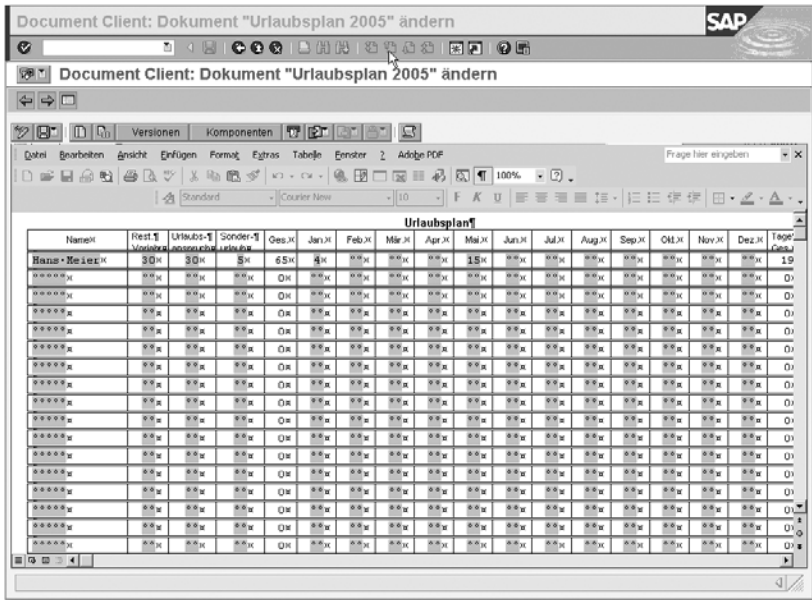 Document Client: Dokument "Urlaubsplan 2005" ändern
SAP
Document Client: Dokument "Urlaubsplan 2005" ändern
Versionen Komponenten
Datei Bearbeiten Ansicht Einfügen Format Extras Tabelle Fenster ? Adobe PDF Frage hier eingeben
100%
Standard Courier New 10 F K U
Urlaubsplan¶
Name¤ Rest.¶ Urlaubs-¶ Sonder-¶ Ges.¤ Jan.¤ Feb.¤ Mär.¤ Apr.¤ Mai.¤ Jun.¤ Jul.¤ Aug.¤ Sep.¤ Okt.¤ Nov.¤ Dez.¤ Tage
Hans·Meier¤ 30¤ 30¤ 5¤ 65¤ 4¤ °°¤ °°¤ °°¤ 15¤ °°¤ °°¤ °°¤ °°¤ °°¤ °°¤ °°¤ 19
°°°°°¤ °°¤ °°¤ °°¤ 0¤ °°¤ °°¤ °°¤ °°¤ °°¤ °°¤ °°¤ °°¤ °°¤ °°¤ °°¤ °°¤ 0¤